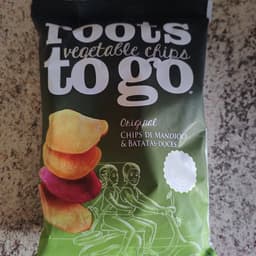 roots
vegetable chips
to go
Original
CHIPS DE MANDIOCA
& BATATAS-DOCES